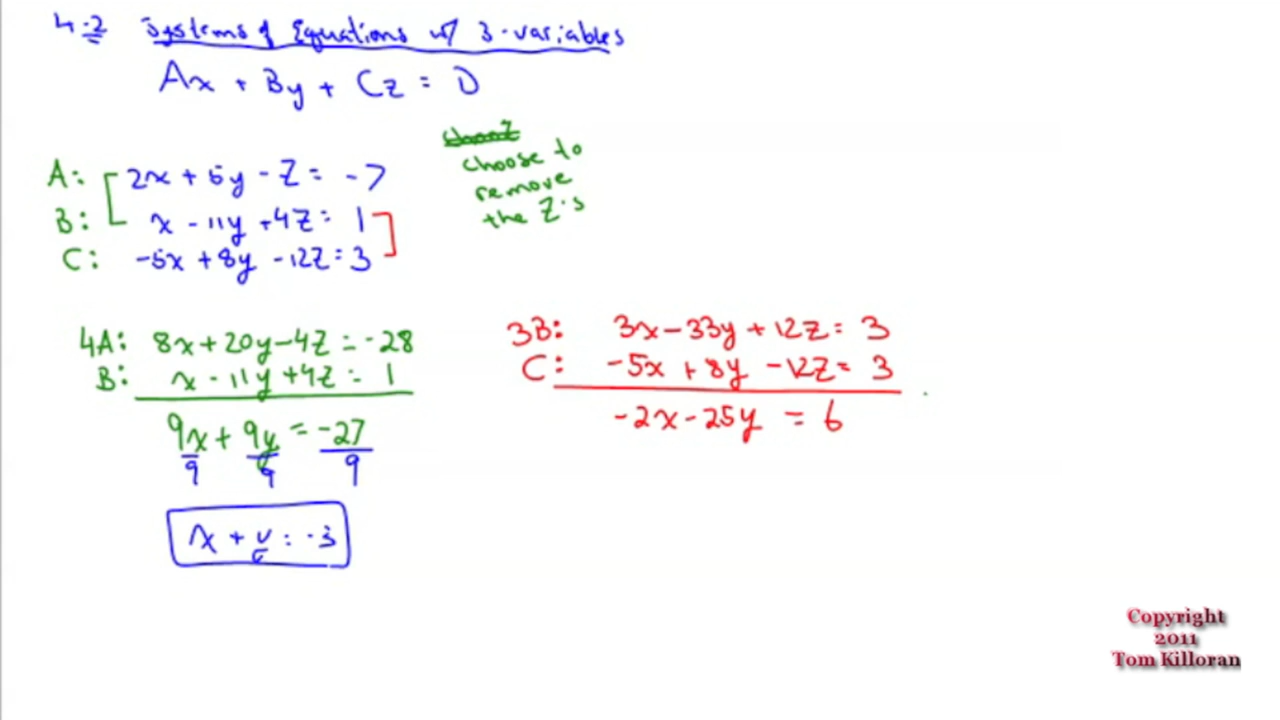 4.2 Systems of Equations w/ 3-variables
Ax + By + Cz = D
choose to
remove
the Z's
A: 2x + 5y - Z = -7
B: x - 11y + 4Z = 1
C: -5x + 8y - 12Z = 3
4A: 8x + 20y - 4Z = -28
B: x - 11y + 4Z = 1
9x + 9y = -27
9 9 9
x + y = -3
3B: 3x - 33y + 12Z = 3
C: -5x + 8y - 12Z = 3
-2x - 25y = 6
Copyright
2011
Tom Killoran